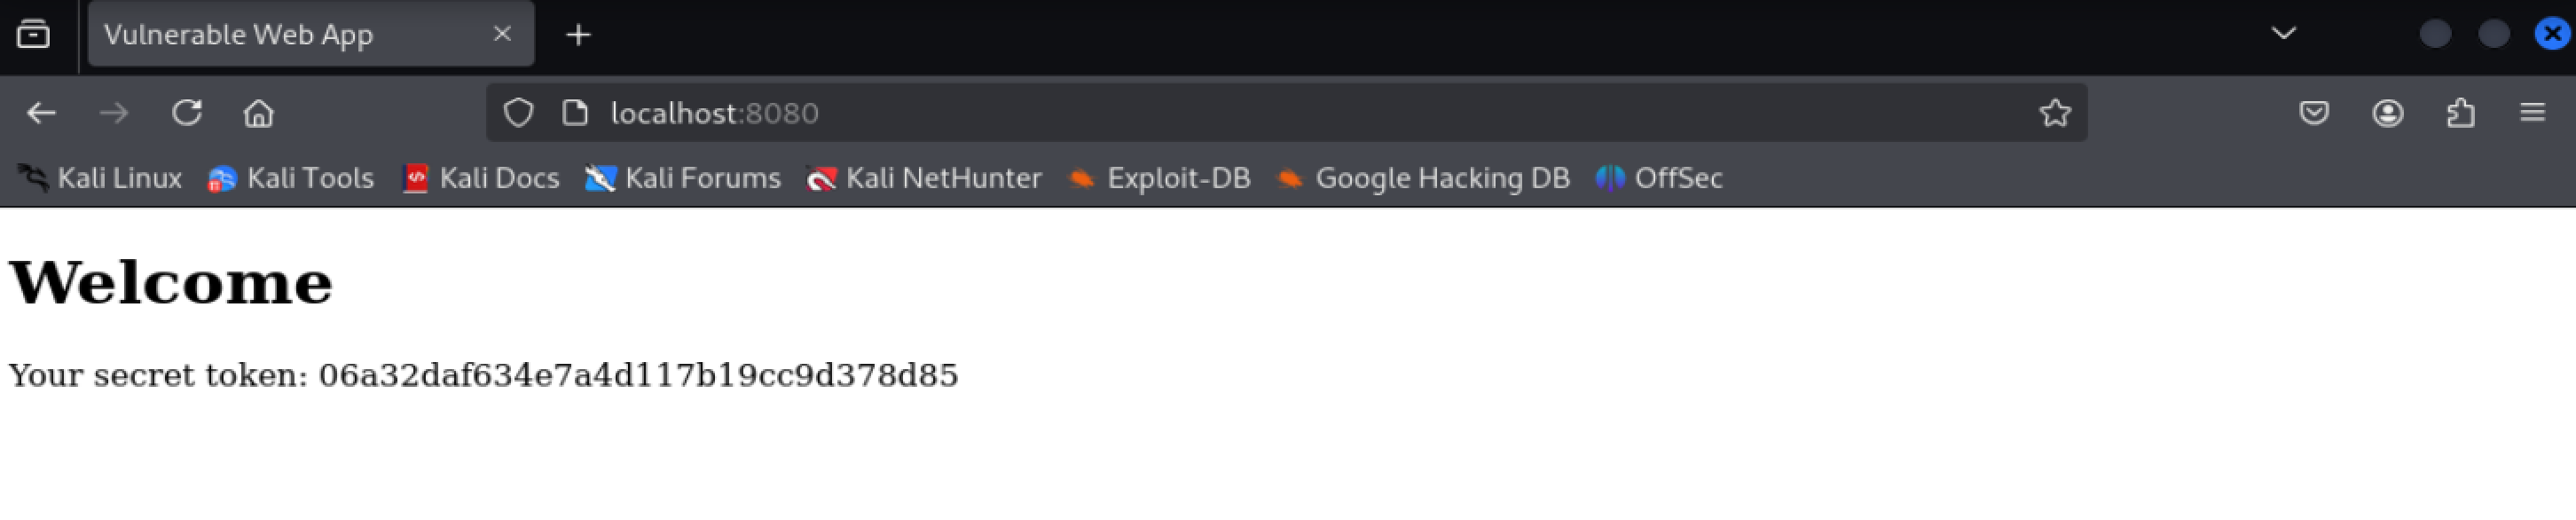 Vulnerable Web App
localhost:8080
Kali Linux Kali Tools Kali Docs Kali Forums Kali NetHunter Exploit-DB Google Hacking DB OffSec
Welcome
Your secret token: 06a32daf634e7a4d117b19cc9d378d85